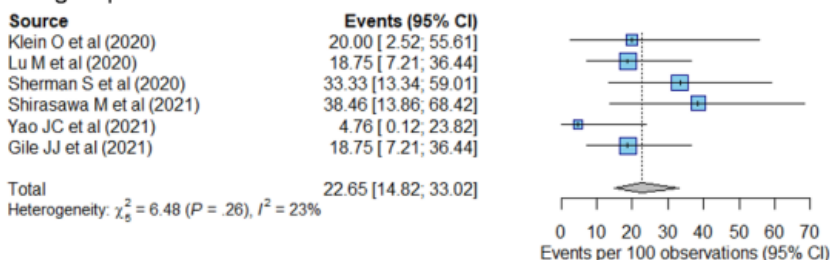 Source Events (95% CI)
Klein O et al (2020) 20.00 [ 2.52; 55.61]
Lu M et al (2020) 18.75 [ 7.21; 36.44]
Sherman S et al (2020) 33.33 [13.34; 59.01]
Shirasawa M et al (2021) 38.46 [13.86; 68.42]
Yao JC et al (2021) 4.76 [ 0.12; 23.82]
Gile JJ et al (2021) 18.75 [ 7.21; 36.44]
Total 22.65 [14.82; 33.02]
Heterogeneity: χ²₅ = 6.48 (P = .26), I² = 23%
0 10 20 30 40 50 60 70
Events per 100 observations (95% CI)